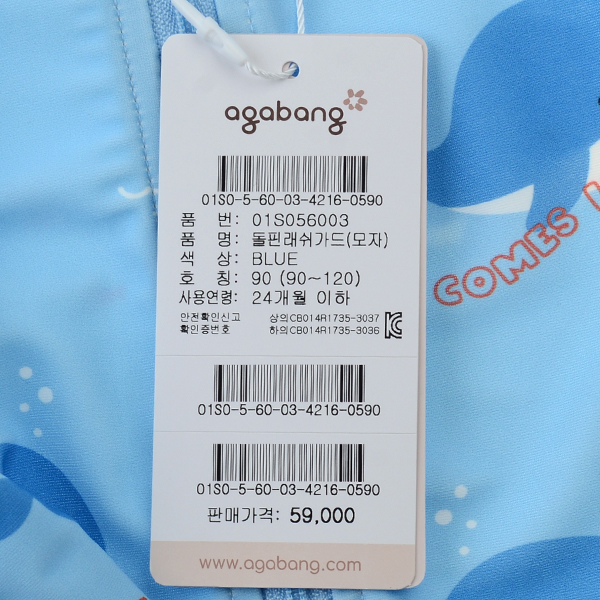 agabang
01S0-5-60-03-4216-0590
품 번: 01S056003
품 명: 돌핀래쉬가드(모자)
색 상: BLUE
호 칭: 90 (90~120)
사용연령: 24개월 이하
안전확인신고 상의CB014R1735-3037
확인증번호 하의CB014R1735-3036
01S0-5-60-03-4216-0590
01S0-5-60-03-4216-0590
판매가격: 59,000
www.agabang.com
COMES